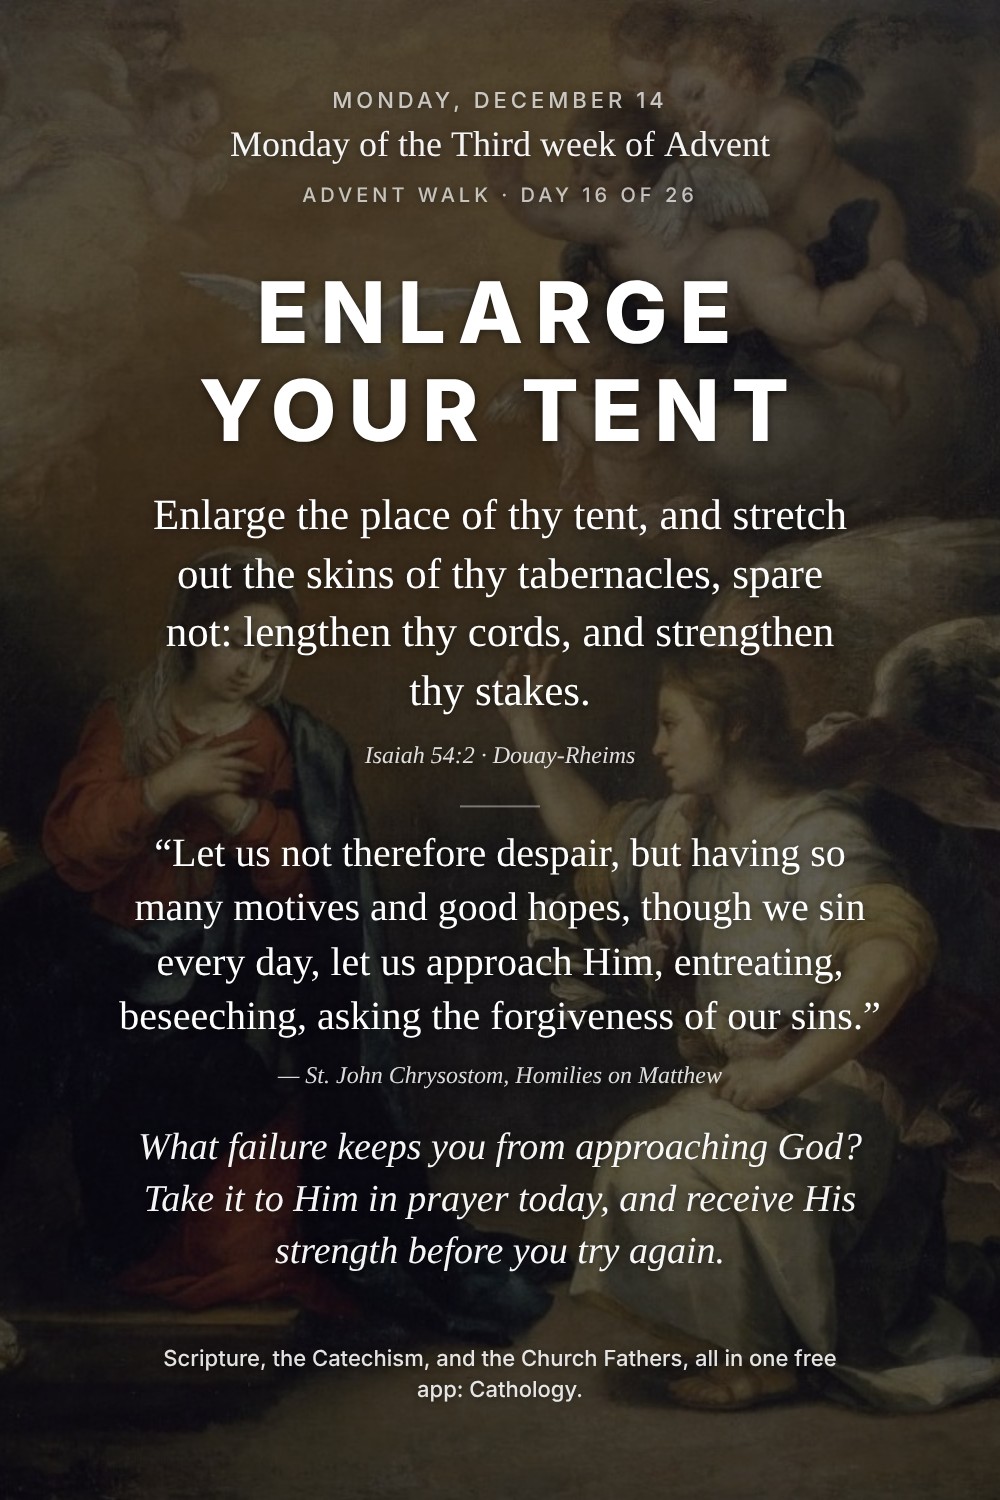 MONDAY, DECEMBER 14
Monday of the Third week of Advent
ADVENT WALK · DAY 16 OF 26
ENLARGE
YOUR TENT
Enlarge the place of thy tent, and stretch
out the skins of thy tabernacles, spare
not: lengthen thy cords, and strengthen
thy stakes.
Isaiah 54:2 · Douay-Rheims
“Let us not therefore despair, but having so
many motives and good hopes, though we sin
every day, let us approach Him, entreating,
beseeching, asking the forgiveness of our sins.”
— St. John Chrysostom, Homilies on Matthew
What failure keeps you from approaching God?
Take it to Him in prayer today, and receive His
strength before you try again.
Scripture, the Catechism, and the Church Fathers, all in one free
app: Cathology.